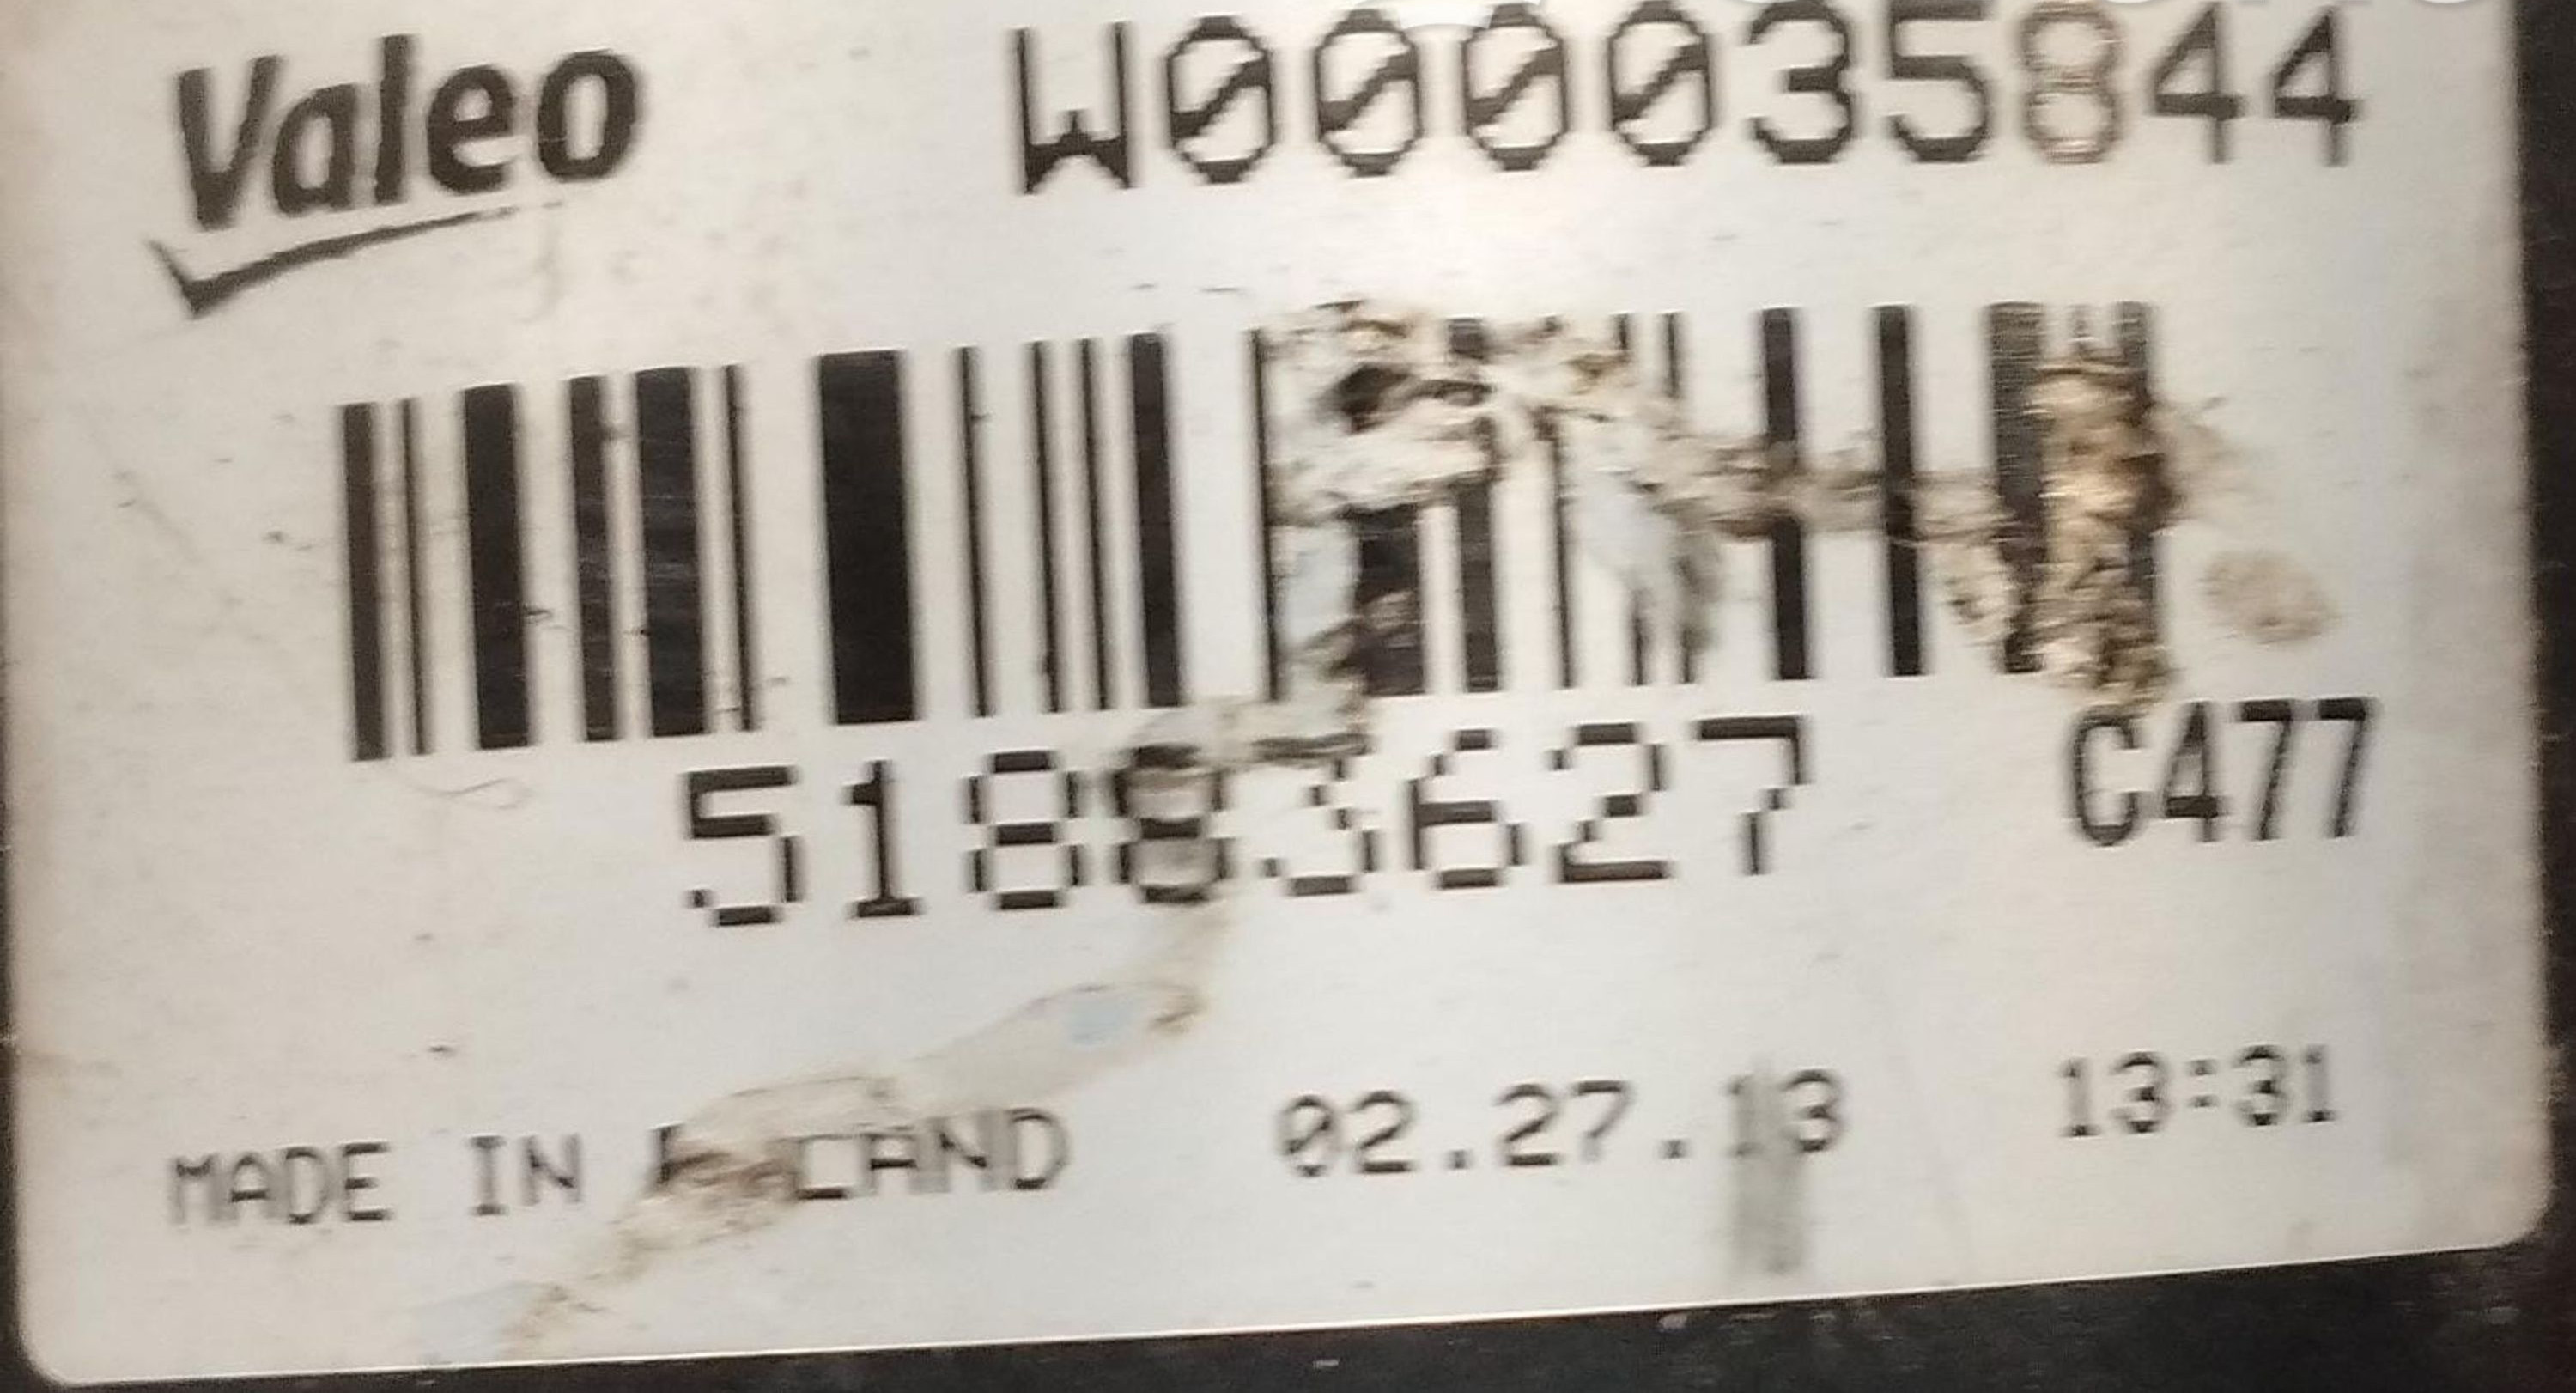 Valeo W000035844
51883627 C477
MADE IN 02.27.13 13:31